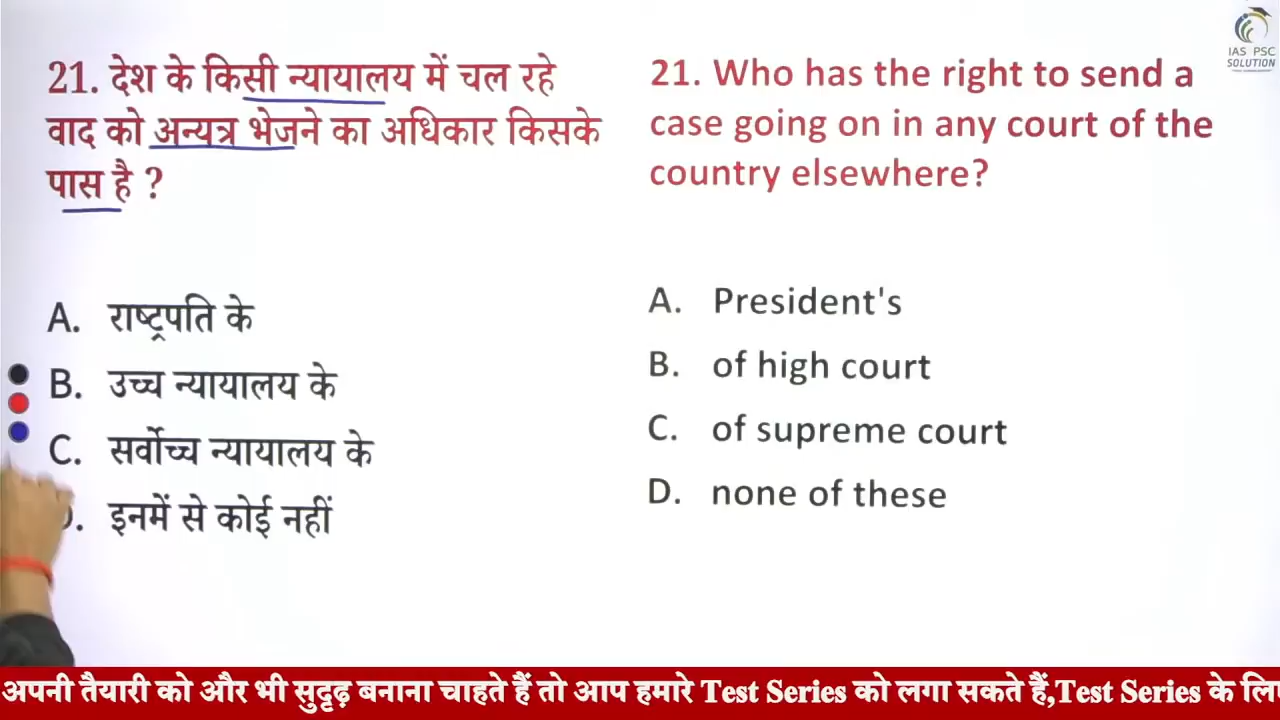 IAS PSC
SOLUTION
21. देश के किसी न्यायालय में चल रहे
वाद को अन्यत्र भेजने का अधिकार किसके
पास है ?
A. राष्ट्रपति के
B. उच्च न्यायालय के
C. सर्वोच्च न्यायालय के
D. इनमें से कोई नहीं
21. Who has the right to send a
case going on in any court of the
country elsewhere?
A. President's
B. of high court
C. of supreme court
D. none of these
अपनी तैयारी को और भी सुदृढ़ बनाना चाहते हैं तो आप हमारे Test Series को लगा सकते हैं,Test Series के लि